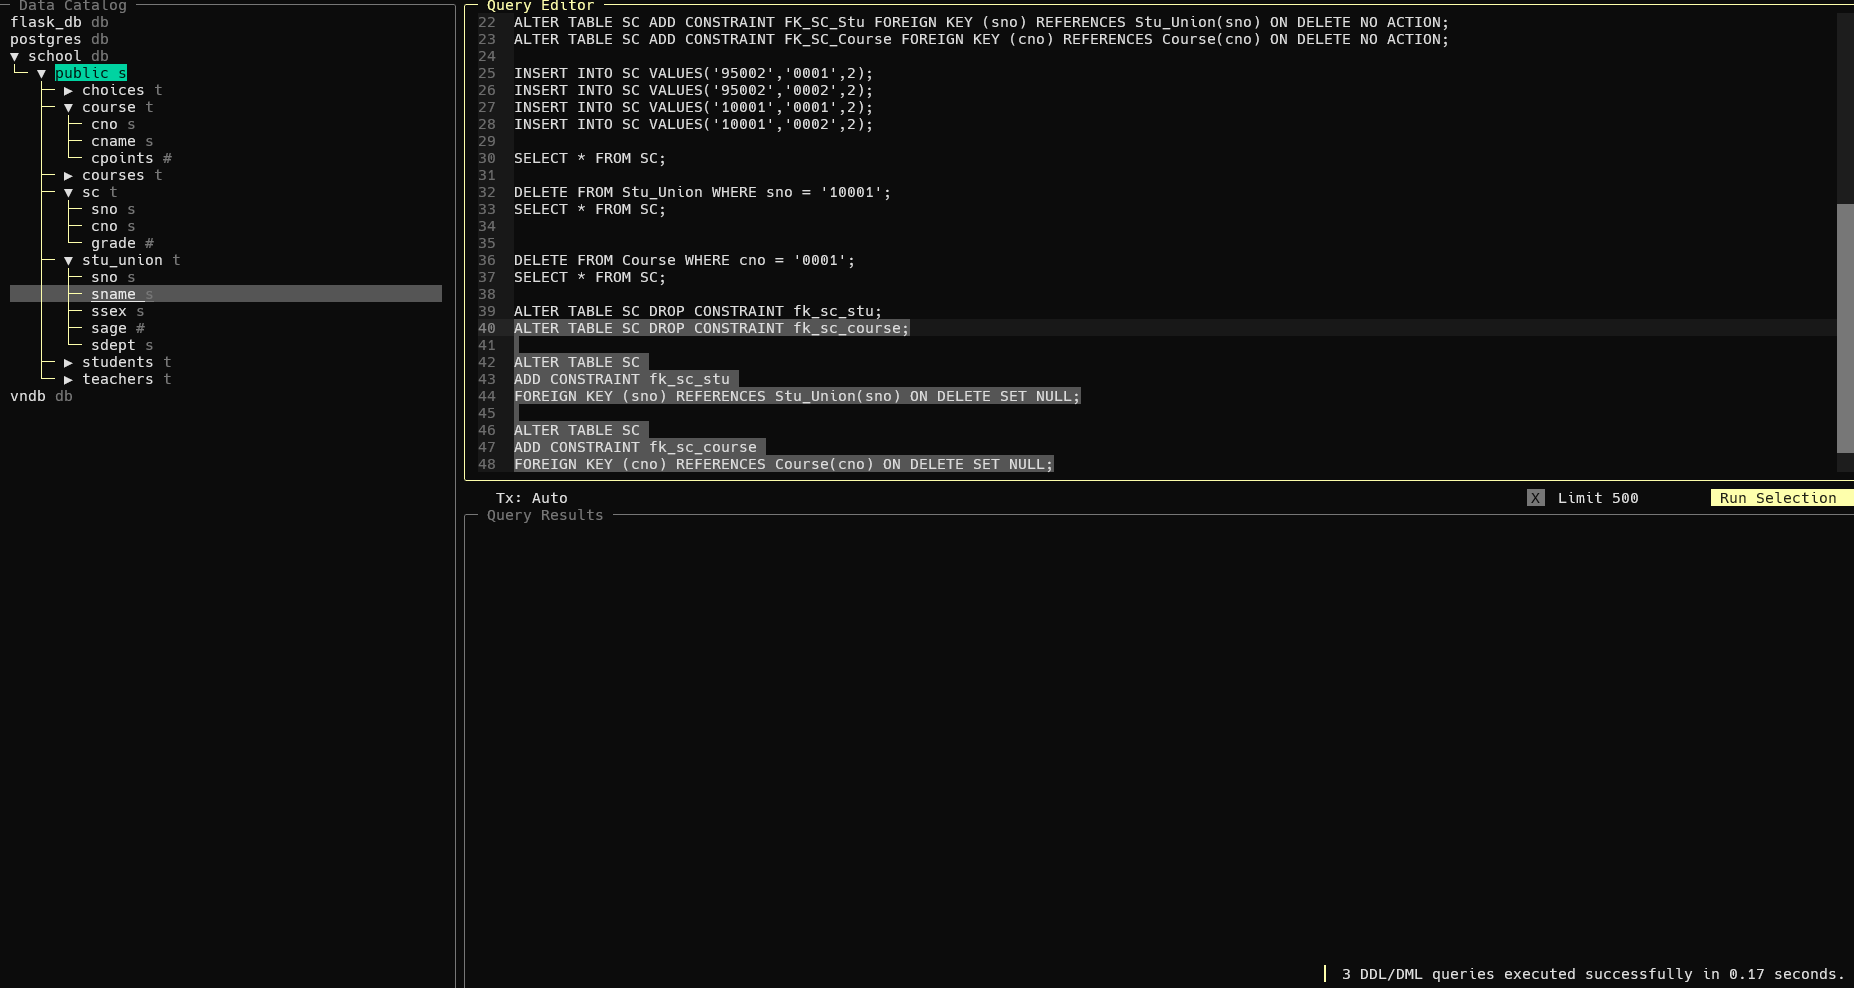 Data Catalog
flask_db db
postgres db
▼ school db
▼ public s
▶ choices t
▼ course t
cno s
cname s
cpoints #
▶ courses t
▼ sc t
sno s
cno s
grade #
▼ stu_union t
sno s
sname s
ssex s
sage #
sdept s
▶ students t
▶ teachers t
vndb db
Query Editor
22 ALTER TABLE SC ADD CONSTRAINT FK_SC_Stu FOREIGN KEY (sno) REFERENCES Stu_Union(sno) ON DELETE NO ACTION;
23 ALTER TABLE SC ADD CONSTRAINT FK_SC_Course FOREIGN KEY (cno) REFERENCES Course(cno) ON DELETE NO ACTION;
24
25 INSERT INTO SC VALUES('95002','0001',2);
26 INSERT INTO SC VALUES('95002','0002',2);
27 INSERT INTO SC VALUES('10001','0001',2);
28 INSERT INTO SC VALUES('10001','0002',2);
29
30 SELECT * FROM SC;
31
32 DELETE FROM Stu_Union WHERE sno = '10001';
33 SELECT * FROM SC;
34
35
36 DELETE FROM Course WHERE cno = '0001';
37 SELECT * FROM SC;
38
39 ALTER TABLE SC DROP CONSTRAINT fk_sc_stu;
40 ALTER TABLE SC DROP CONSTRAINT fk_sc_course;
41
42 ALTER TABLE SC
43 ADD CONSTRAINT fk_sc_stu
44 FOREIGN KEY (sno) REFERENCES Stu_Union(sno) ON DELETE SET NULL;
45
46 ALTER TABLE SC
47 ADD CONSTRAINT fk_sc_course
48 FOREIGN KEY (cno) REFERENCES Course(cno) ON DELETE SET NULL;
Tx: Auto
X Limit 500
Run Selection
Query Results
3 DDL/DML queries executed successfully in 0.17 seconds.